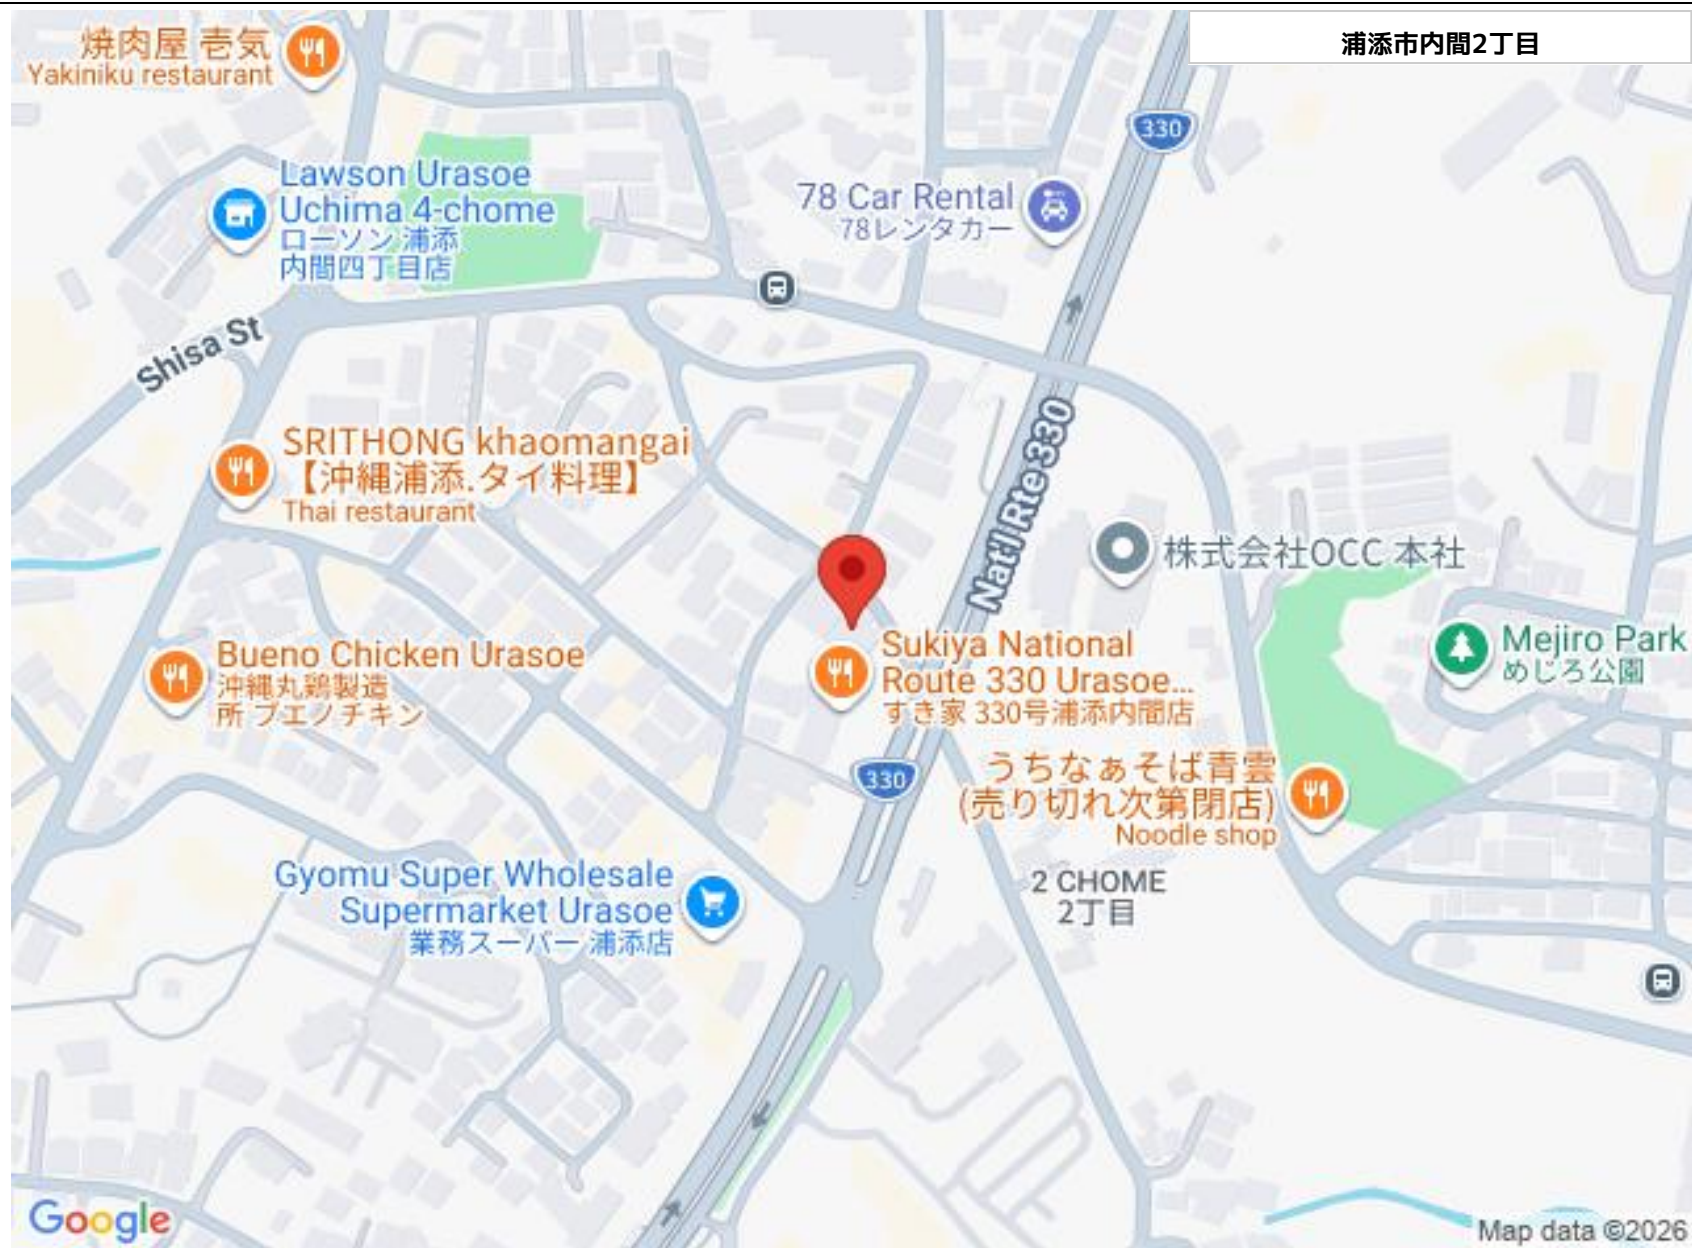 浦添市内間2丁目
焼肉屋 壱気
Yakiniku restaurant
330
Lawson Urasoe
Uchima 4-chome
ローソン 浦添
内間四丁目店
78 Car Rental
78レンタカー
Shisa St
SRITHONG khaomangai
【沖縄浦添.タイ料理】
Thai restaurant
Nat'l Rte 330
株式会社OCC 本社
Mejiro Park
めじろ公園
Sukiya National
Route 330 Urasoe...
すき家 330号浦添内間店
Bueno Chicken Urasoe
沖縄丸鶏製造
所 ブエノチキン
330
うちなぁそば青雲
(売り切れ次第閉店)
Noodle shop
Gyomu Super Wholesale
Supermarket Urasoe
業務スーパー 浦添店
2 CHOME
2丁目
Google
Map data ©2026